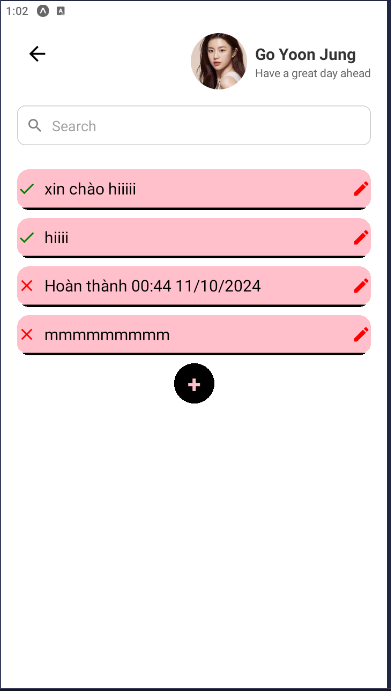 1:02
Go Yoon Jung
Have a great day ahead
Search
xin chào hiiiii
hiiii
Hoàn thành 00:44 11/10/2024
mmmmmmmmm
+